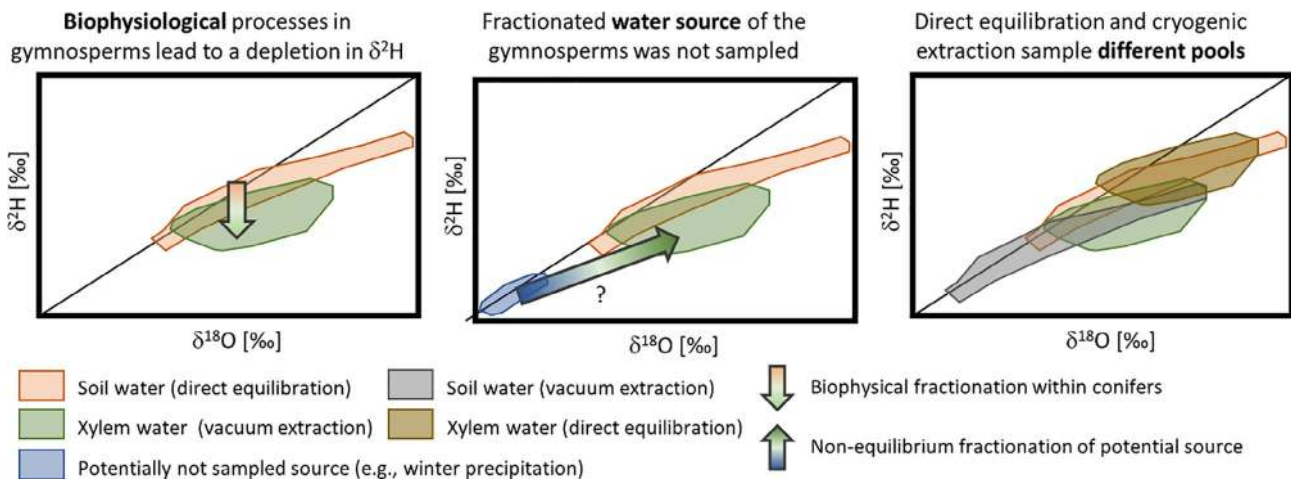 Biophysiological processes in
gymnosperms lead to a depletion in δ²H
Fractionated water source of the
gymnosperms was not sampled
Direct equilibration and cryogenic
extraction sample different pools
δ²H [‰]
δ¹⁸O [‰]
δ²H [‰]
?
δ¹⁸O [‰]
δ²H [‰]
δ¹⁸O [‰]
Soil water (direct equilibration)
Xylem water (vacuum extraction)
Potentially not sampled source (e.g., winter precipitation)
Soil water (vacuum extraction)
Xylem water (direct equilibration)
Biophysical fractionation within conifers
Non-equilibrium fractionation of potential source